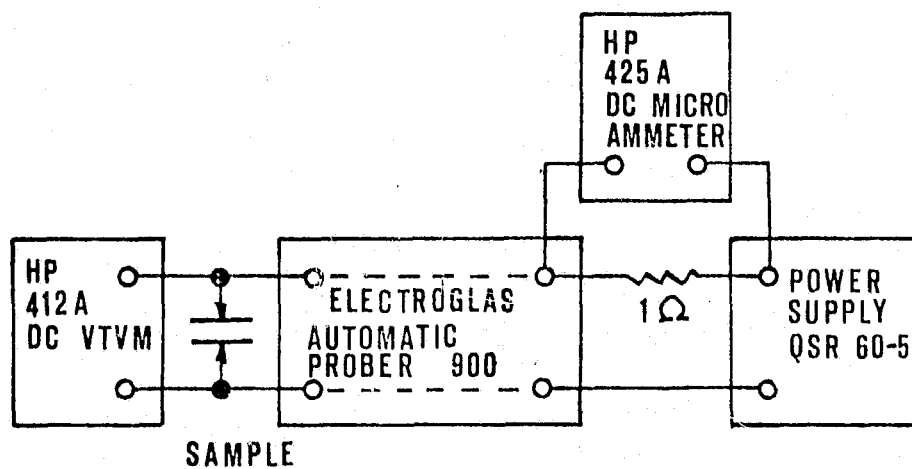 HP
425A
DC MICRO
AMMETER
HP
412A
DC VTVM
ELECTROGLAS
AUTOMATIC
PROBER 900
1Ω
POWER
SUPPLY
QSR 60-5
SAMPLE